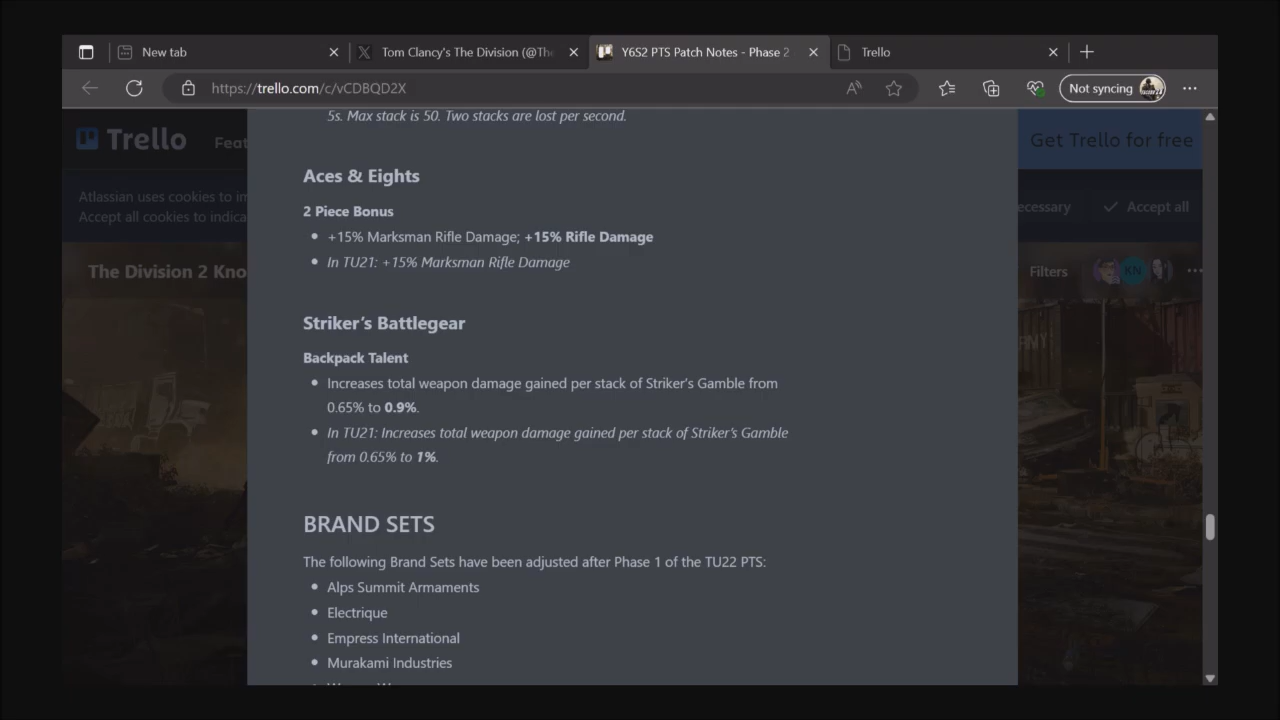 New tab
Tom Clancy's The Division (@The
Y6S2 PTS Patch Notes - Phase 2
Trello
https://trello.com/c/vCDBQD2X
Not syncing
Trello
Feat
Get Trello for free
Atlassian uses cookies to im
Accept all cookies to indica
ecessary
Accept all
The Division 2 Kno
Filters
KN
5s. Max stack is 50. Two stacks are lost per second.
Aces & Eights
2 Piece Bonus
+15% Marksman Rifle Damage; +15% Rifle Damage
In TU21: +15% Marksman Rifle Damage
Striker's Battlegear
Backpack Talent
Increases total weapon damage gained per stack of Striker's Gamble from
0.65% to 0.9%.
In TU21: Increases total weapon damage gained per stack of Striker's Gamble
from 0.65% to 1%.
BRAND SETS
The following Brand Sets have been adjusted after Phase 1 of the TU22 PTS:
Alps Summit Armaments
Electrique
Empress International
Murakami Industries